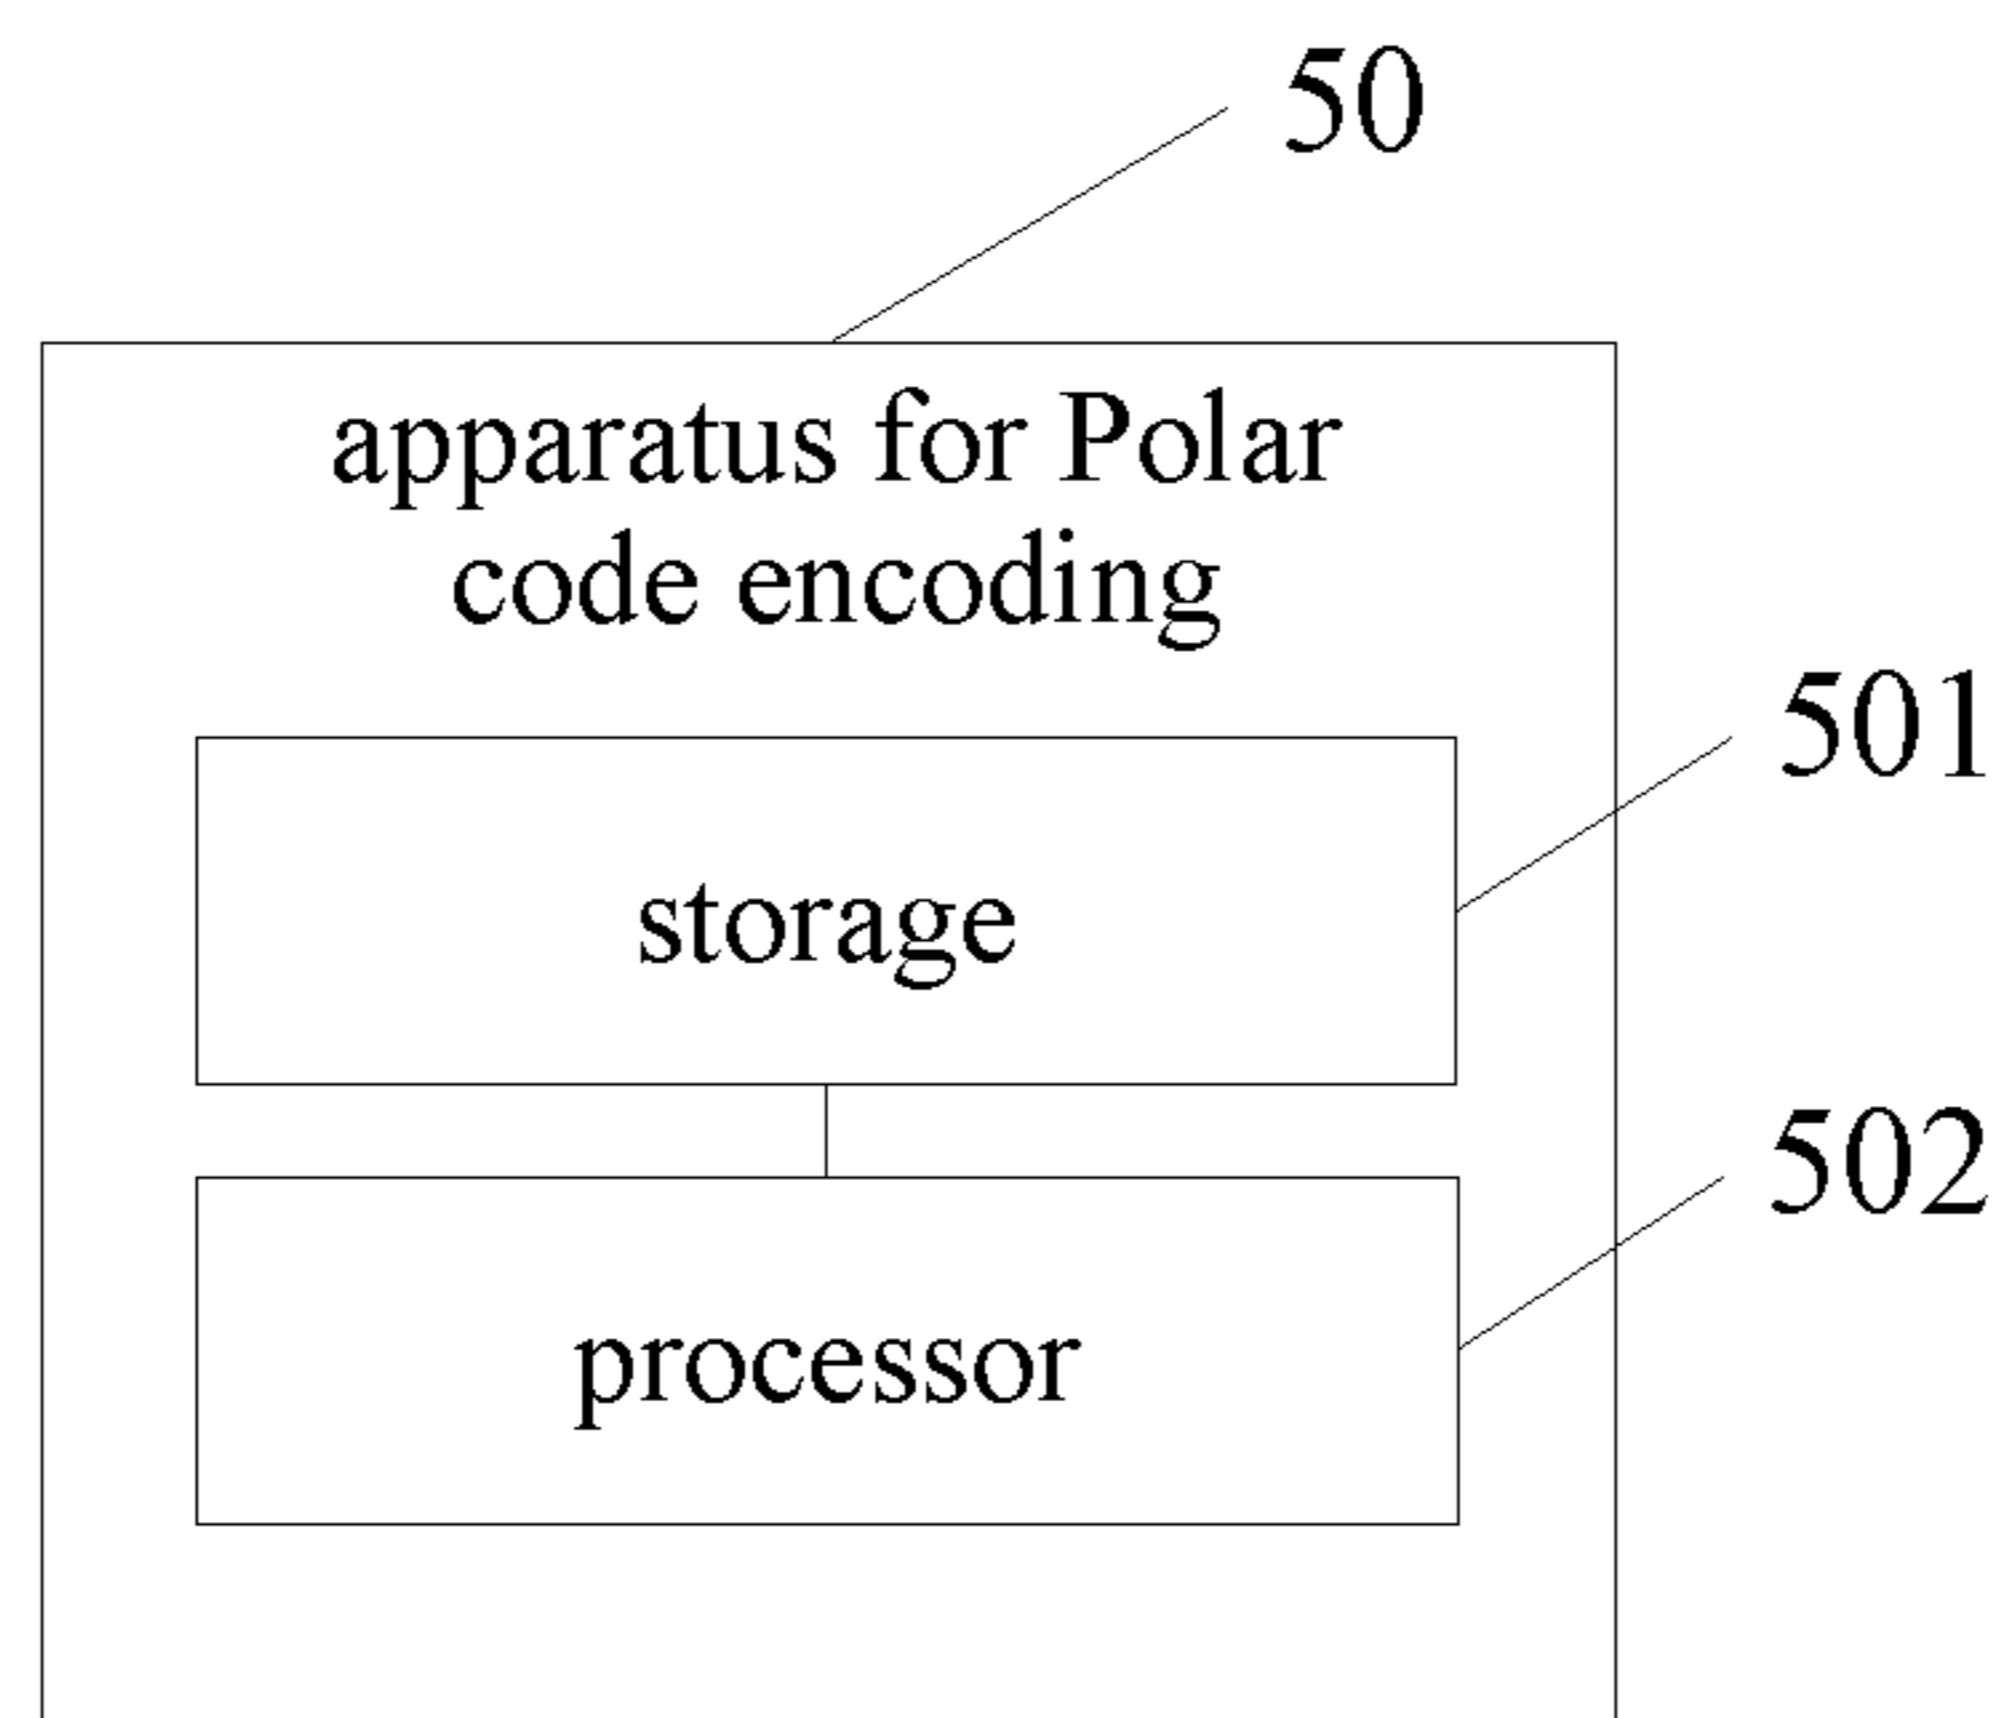 50
apparatus for Polar
code encoding
501
storage
502
processor